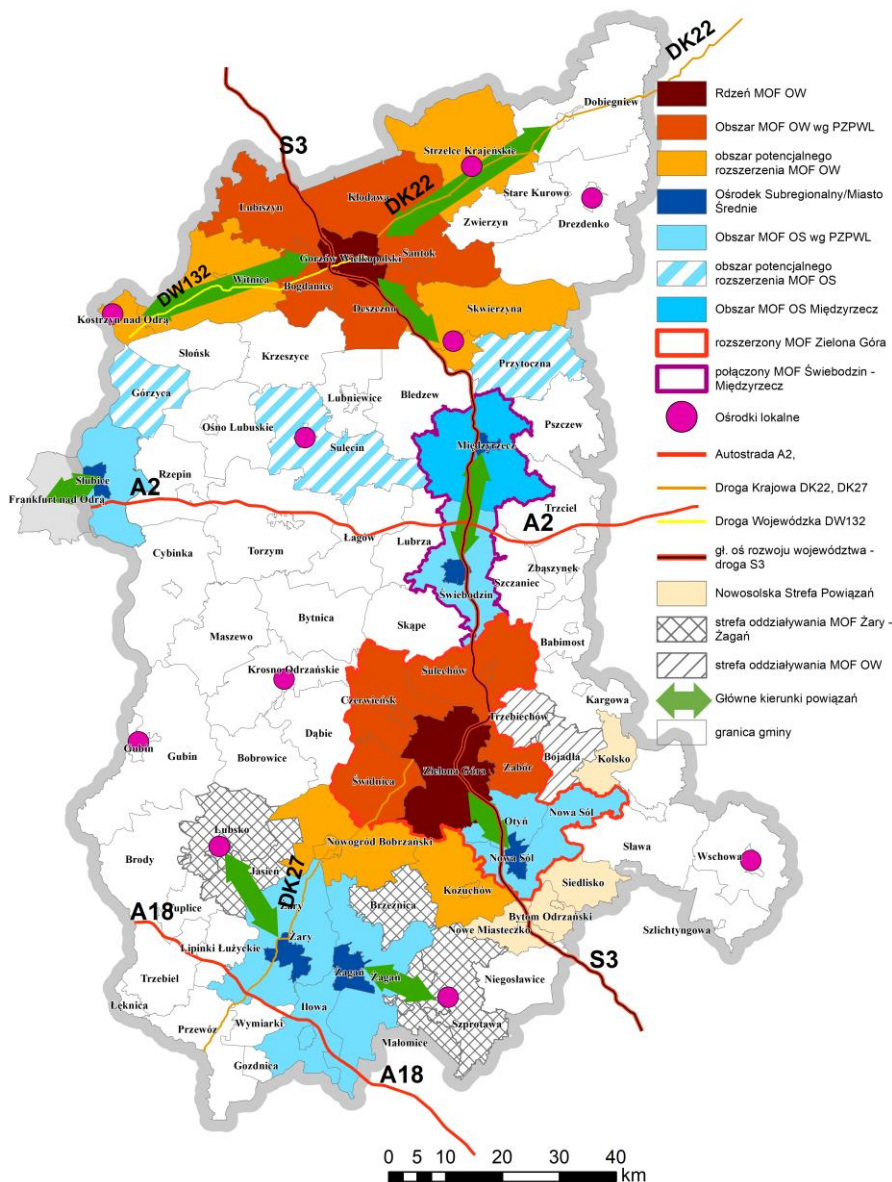 DK22
S3
Dobiegniew
Strzelce Krajeńskie
DK22
Stare Kurowo
Kłodawa
Lubiszyn
Zwierzyn
Drezdenko
Santok
Gorzów Wielkopolski
DW132
Witnica
Bogdaniec
Deszczno
Skwierzyna
Kostrzyn nad Odrą
Słońsk
Krzeszyce
Przytoczna
Bledzew
Górzyca
Lubniewice
Ośno Lubuskie
Pszczew
Sulęcin
Międzyrzecz
Słubice
Rzepin
Frankfurt nad Odrą
A2
Trzciel
A2
Łagów
Lubrza
Cybinka
Torzym
Zbąszynek
Szczaniec
Świebodzin
Bytnica
Skąpe
Maszewo
Babimost
Sulechów
Krosno Odrzańskie
Czerwieńsk
Kargowa
Trzebiechów
Dąbie
Gubin
Gubin
Bobrowice
Bojadła
Kolsko
Zabór
Zielona Góra
Świdnica
Otyń
Nowa Sól
Lubsko
Nowogród Bobrzański
Nowa Sól
Sława
Brody
Wschowa
Jasień
DK27
Siedlisko
Kożuchów
Żary
Brzeźnica
Tuplice
A18
Bytom Odrzański
Nowe Miasteczko
Szlichtyngowa
Lipinki Łużyckie
Żary
Żagań
Żagań
S3
Trzebiel
Niegosławice
Łęknica
Iłowa
Przewóz
Wymiarki
Szprotawa
Małomice
Gozdnica
A18
Rdzeń MOF OW
Obszar MOF OW wg PZPWL
obszar potencjalnego
rozszerzenia MOF OW
Ośrodek Subregionalny/Miasto
Średnie
Obszar MOF OS wg PZPWL
obszar potencjalnego
rozszerzenia MOF OS
Obszar MOF OS Międzyrzecz
rozszerzony MOF Zielona Góra
połączony MOF Świebodzin -
Międzyrzecz
Ośrodki lokalne
Autostrada A2,
Droga Krajowa DK22, DK27
Droga Wojewódzka DW132
gł. oś rozwoju województwa -
droga S3
Nowosolska Strefa Powiązań
strefa oddziaływania MOF Żary -
Żagań
strefa oddziaływania MOF OW
Główne kierunki powiązań
granica gminy
0 5 10 20 30 40
km